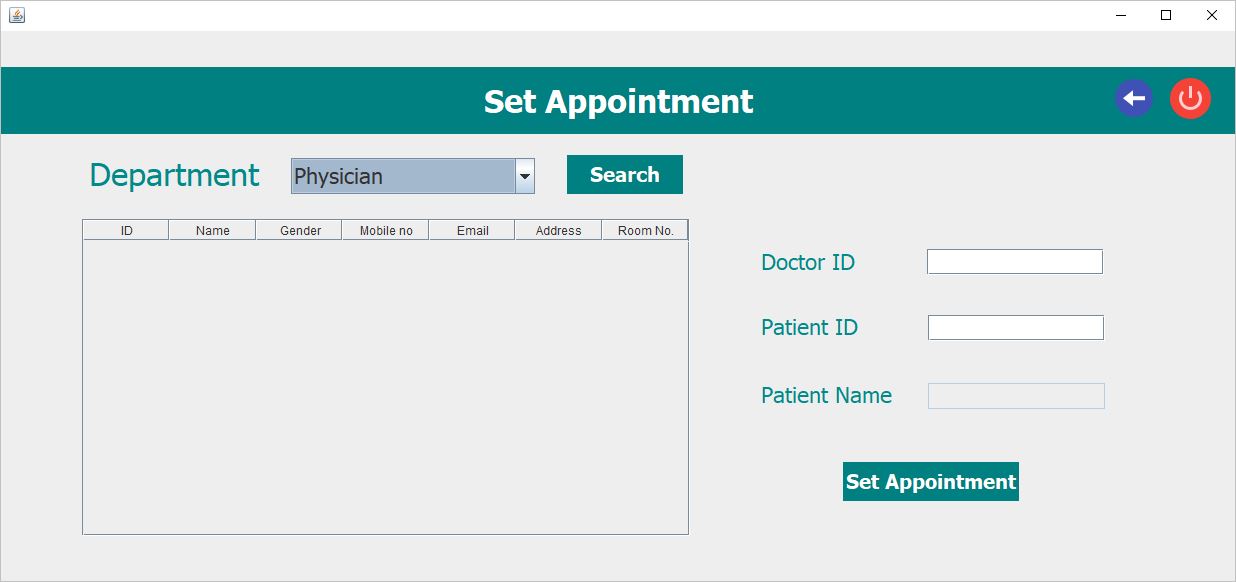 Set Appointment
Department Physician Search
ID Name Gender Mobile no Email Address Room No.
Doctor ID
Patient ID
Patient Name
Set Appointment